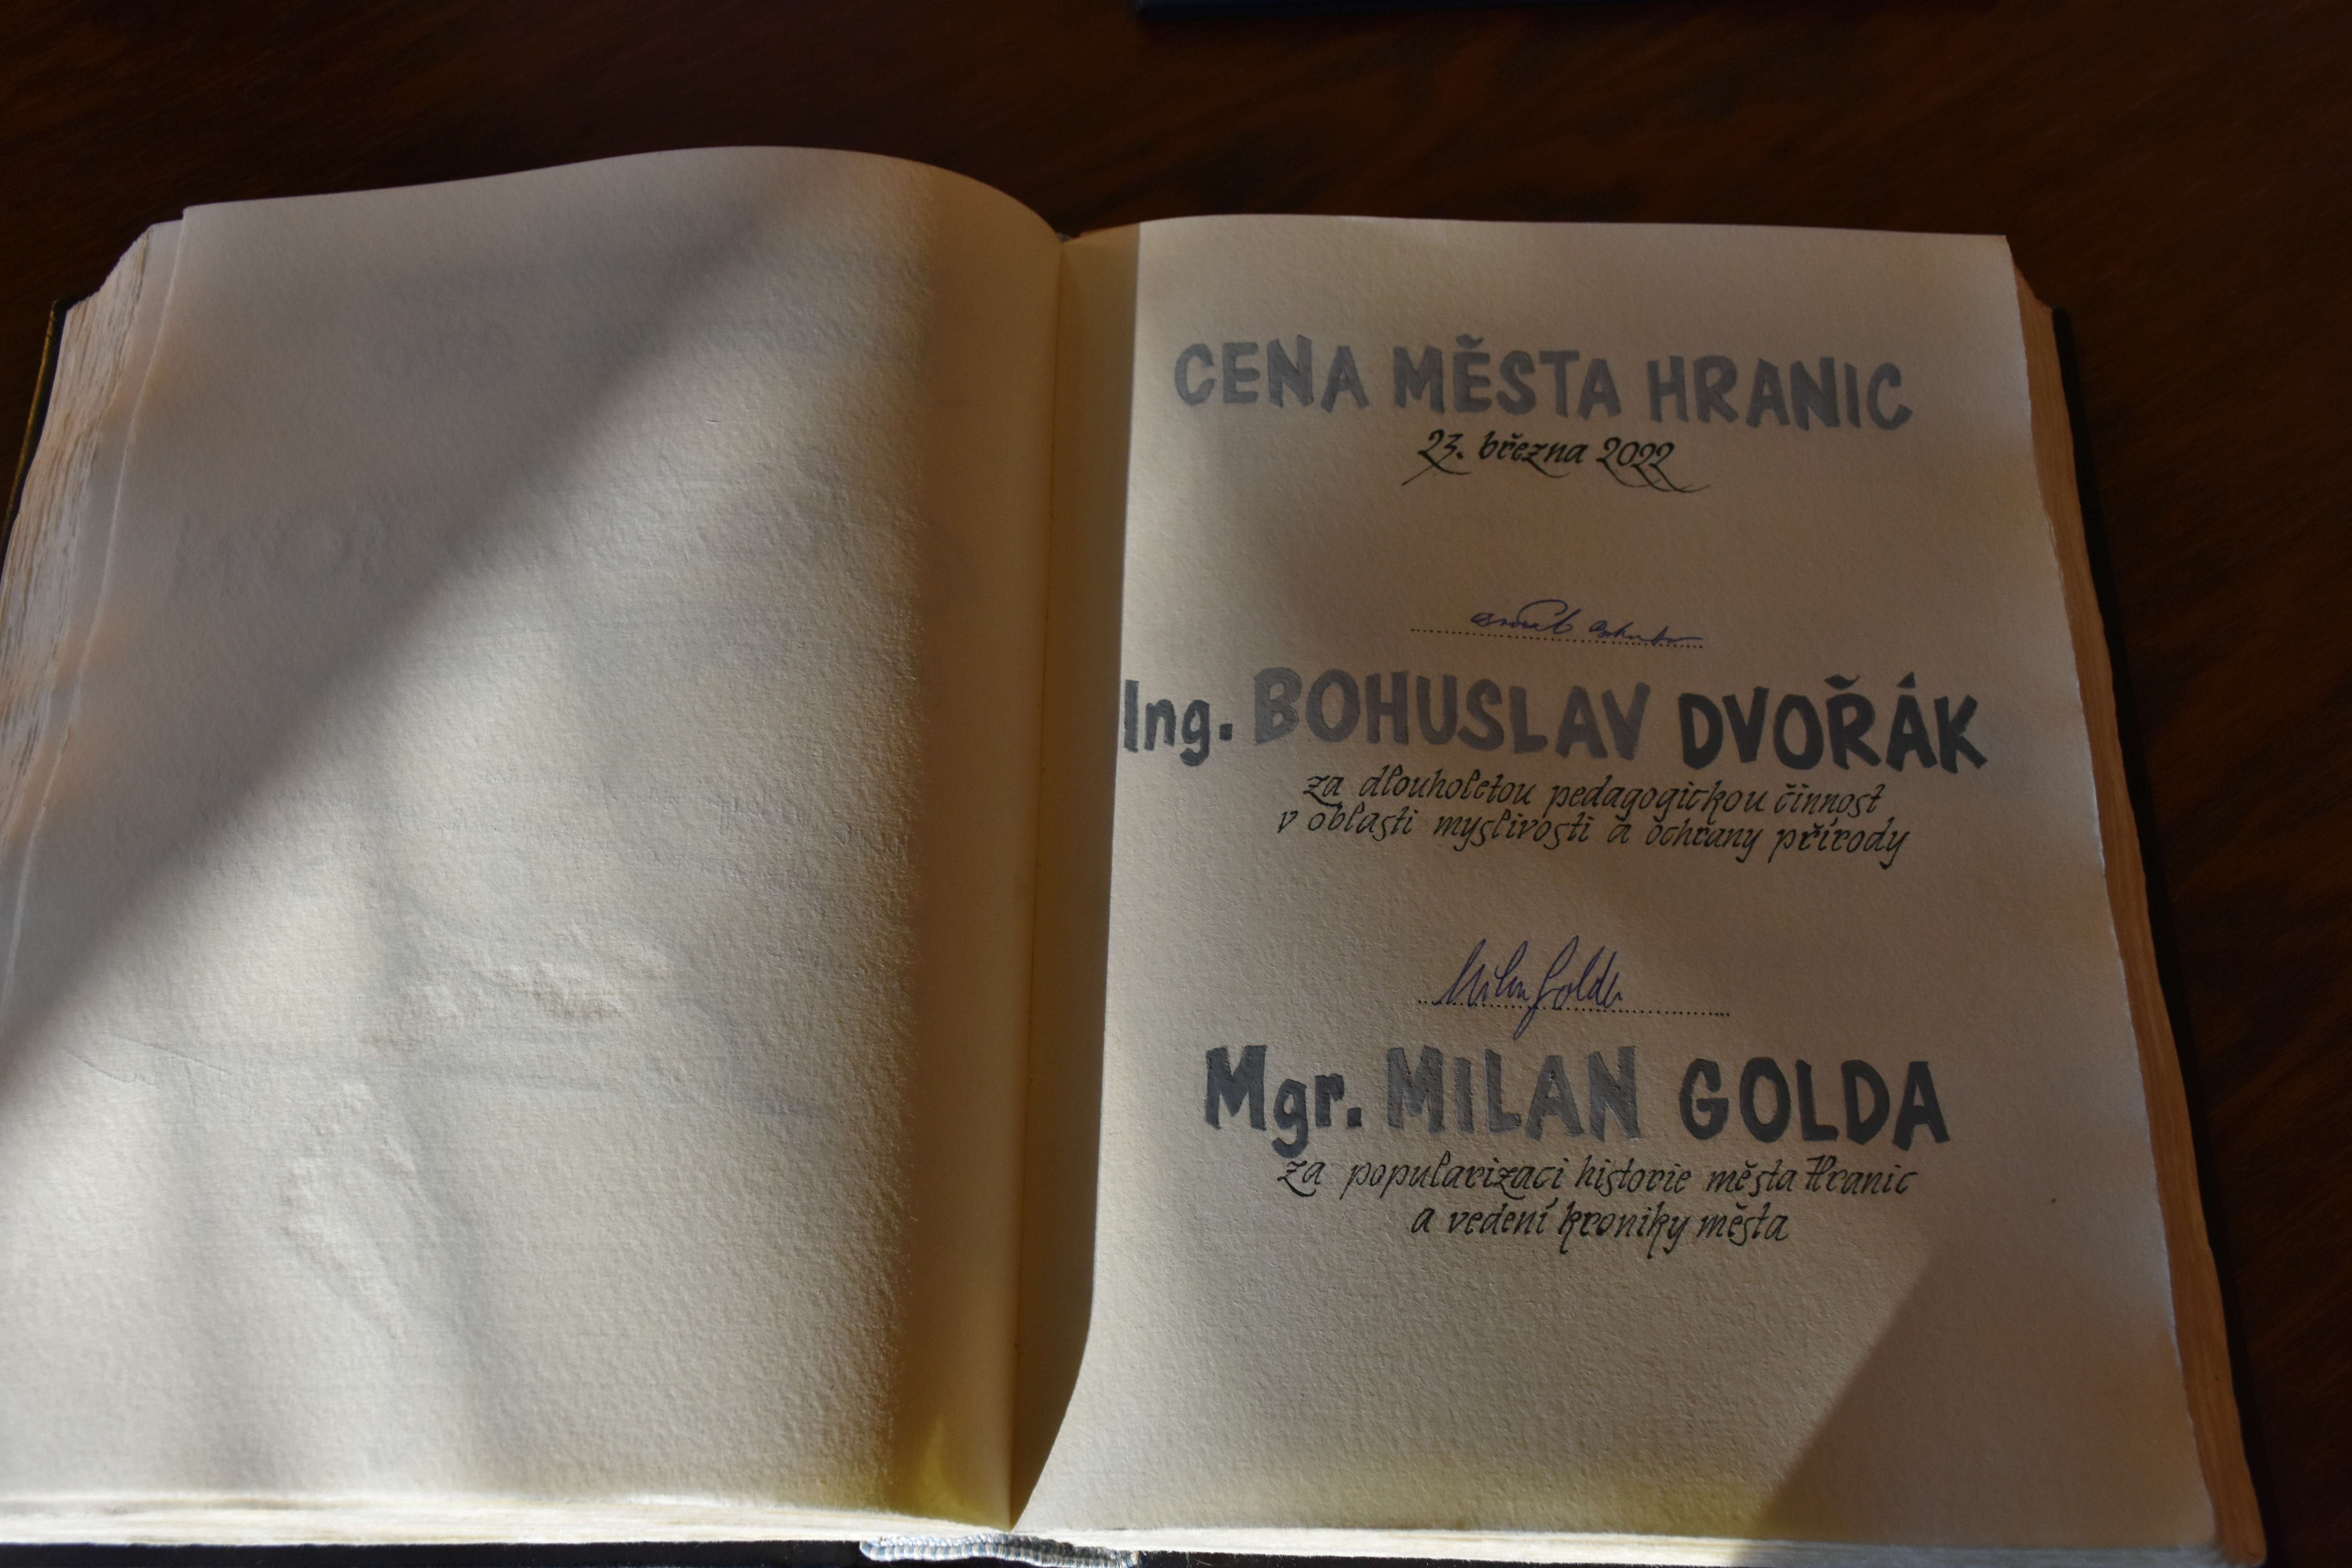 CENA MĚSTA HRANIC
23. března 2022
Ing. BOHUSLAV DVOŘÁK
za dlouholetou pedagogickou činnost
v oblasti myslivosti a ochrany přírody
Milan Golda
Mgr. MILAN GOLDA
za popularizaci historie města Hranic
a vedení kroniky města